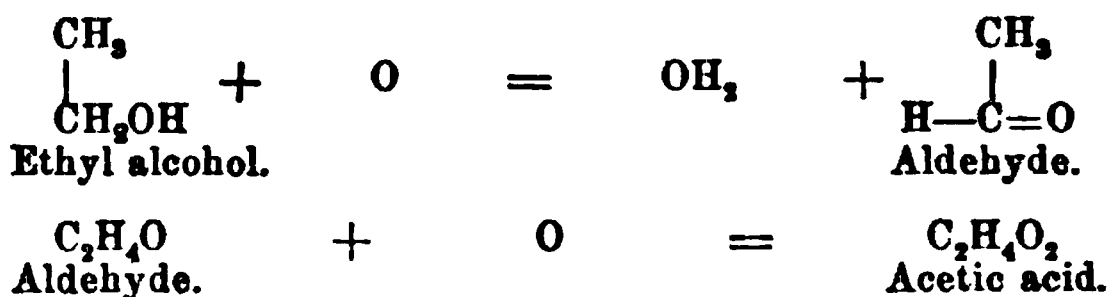 CH₃ CH₃
+ O = OH₂ +
CH₂OH H—C=O
Ethyl alcohol. Aldehyde.
C₂H₄O + O = C₂H₄O₂
Aldehyde. Acetic acid.